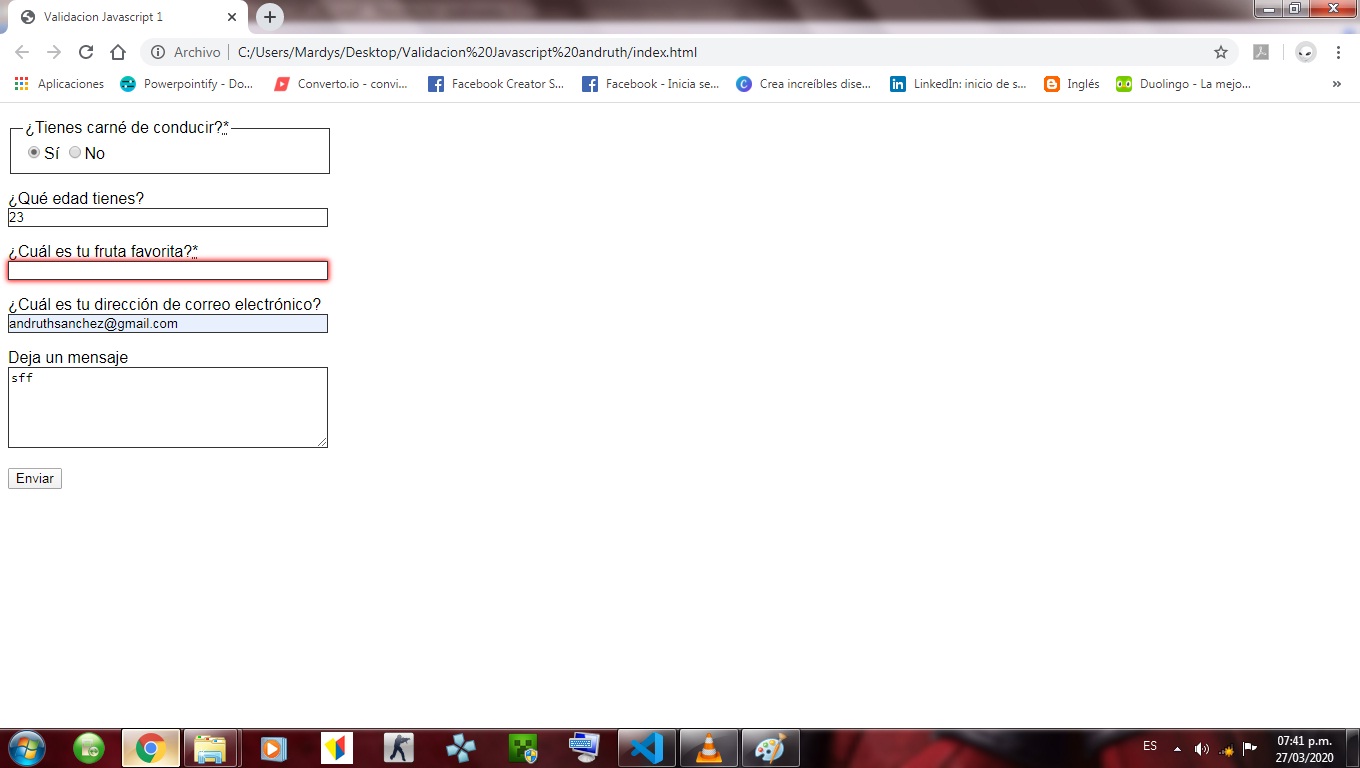 Validacion Javascript 1
Archivo
C:/Users/Mardys/Desktop/Validacion%20Javascript%20andruth/index.html
Aplicaciones
Powerpointify - Do...
Converto.io - convi...
Facebook Creator S...
Facebook - Inicia se...
Crea increíbles dise...
LinkedIn: inicio de s...
Inglés
Duolingo - La mejo...
»
¿Tienes carné de conducir?*
Sí No
¿Qué edad tienes?
23
¿Cuál es tu fruta favorita?*
¿Cuál es tu dirección de correo electrónico?
andruthsanchez@gmail.com
Deja un mensaje
sff
Enviar
ES
07:41 p.m.
27/03/2020